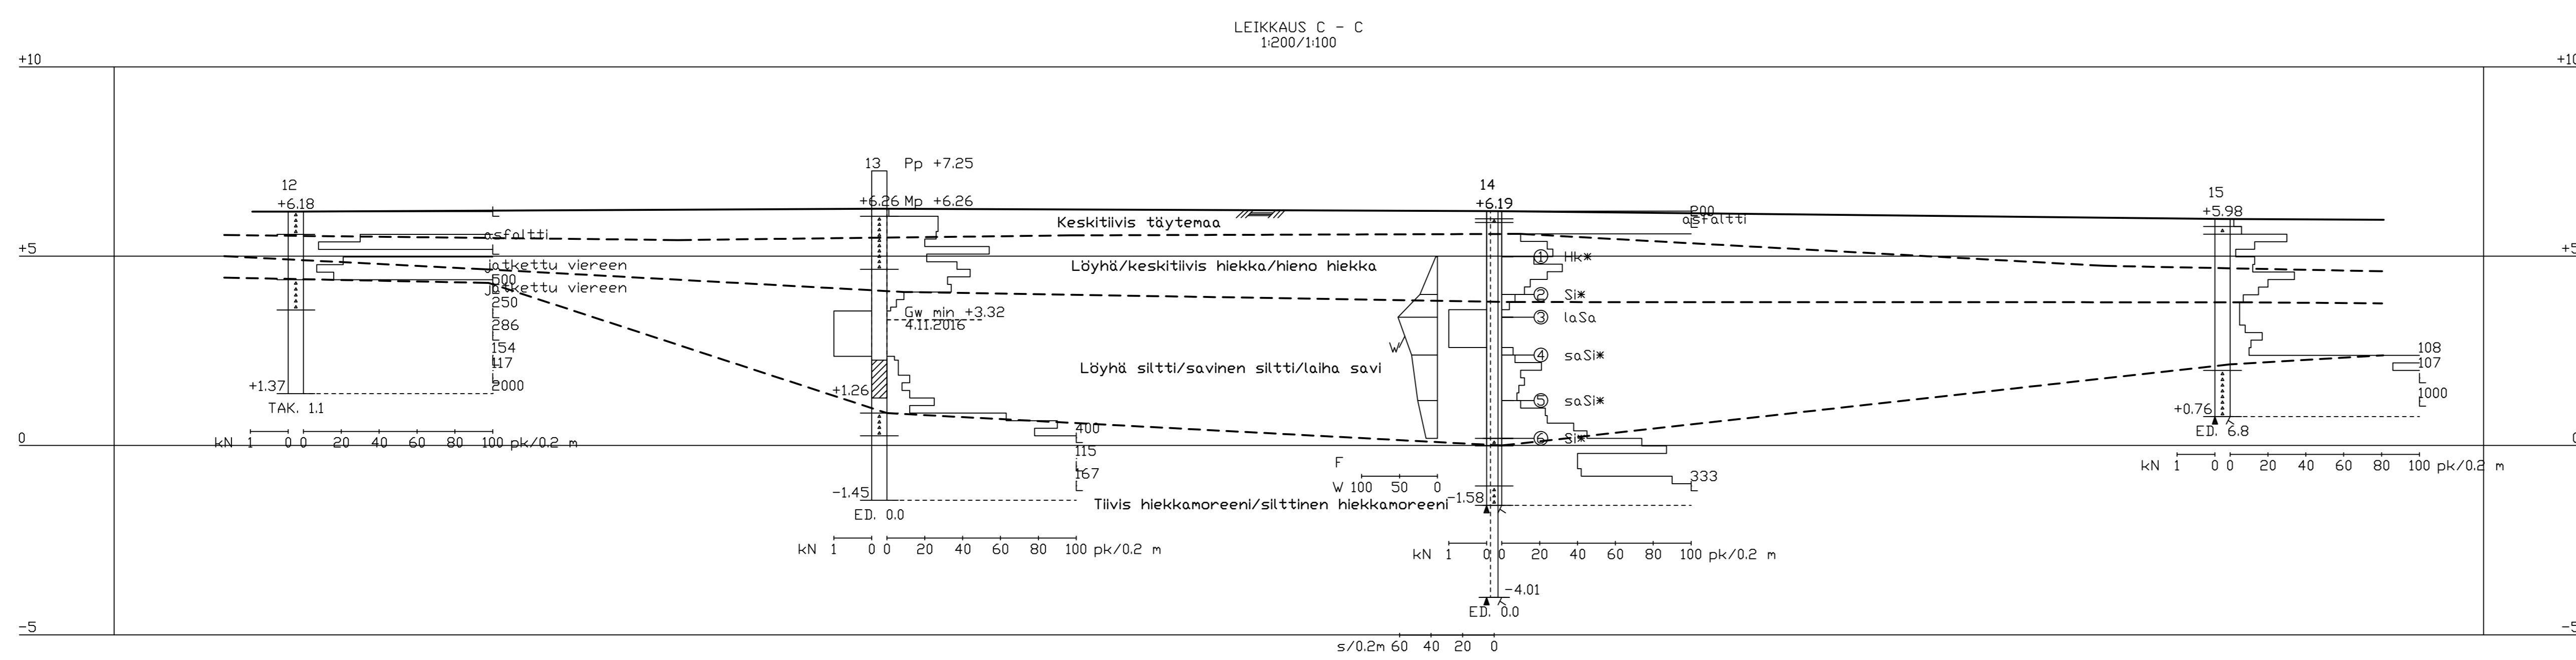 LEIKKAUS C - C
1:200/1:100
+10
+10
13 Pp +7.25
12
14
15
+6.18
+6.26 Mp +6.26
+6.19
200
asfaltti
+5.98
Keskitiivis täytemaa
asfaltti
+5
+5
jatkettu viereen
Löyhä/keskitiivis hiekka/hieno hiekka
1 Hk*
500
jatkettu viereen
250
2 Si*
286
Gw min +3.32
4.11.2016
3 laSa
154
117
W
4 saSi*
108
107
+1.37
2000
+1.26
Löyhä siltti/savinen siltti/laiha savi
5 saSi*
1000
TAK. 1.1
+0.76
ED. 6.8
0
0
kN 1 0 0 20 40 60 80 100 pk/0.2 m
400
115
167
6 Si*
F
W 100 50 0
333
kN 1 0 0 20 40 60 80 100 pk/0.2 m
-1.45
ED. 0.0
Tiivis hiekkamoreeni/silttinen hiekkamoreeni
-1.58
kN 1 0 0 20 40 60 80 100 pk/0.2 m
kN 1 0 0 20 40 60 80 100 pk/0.2 m
-4.01
ED. 0.0
-5
-5
s/0.2m 60 40 20 0